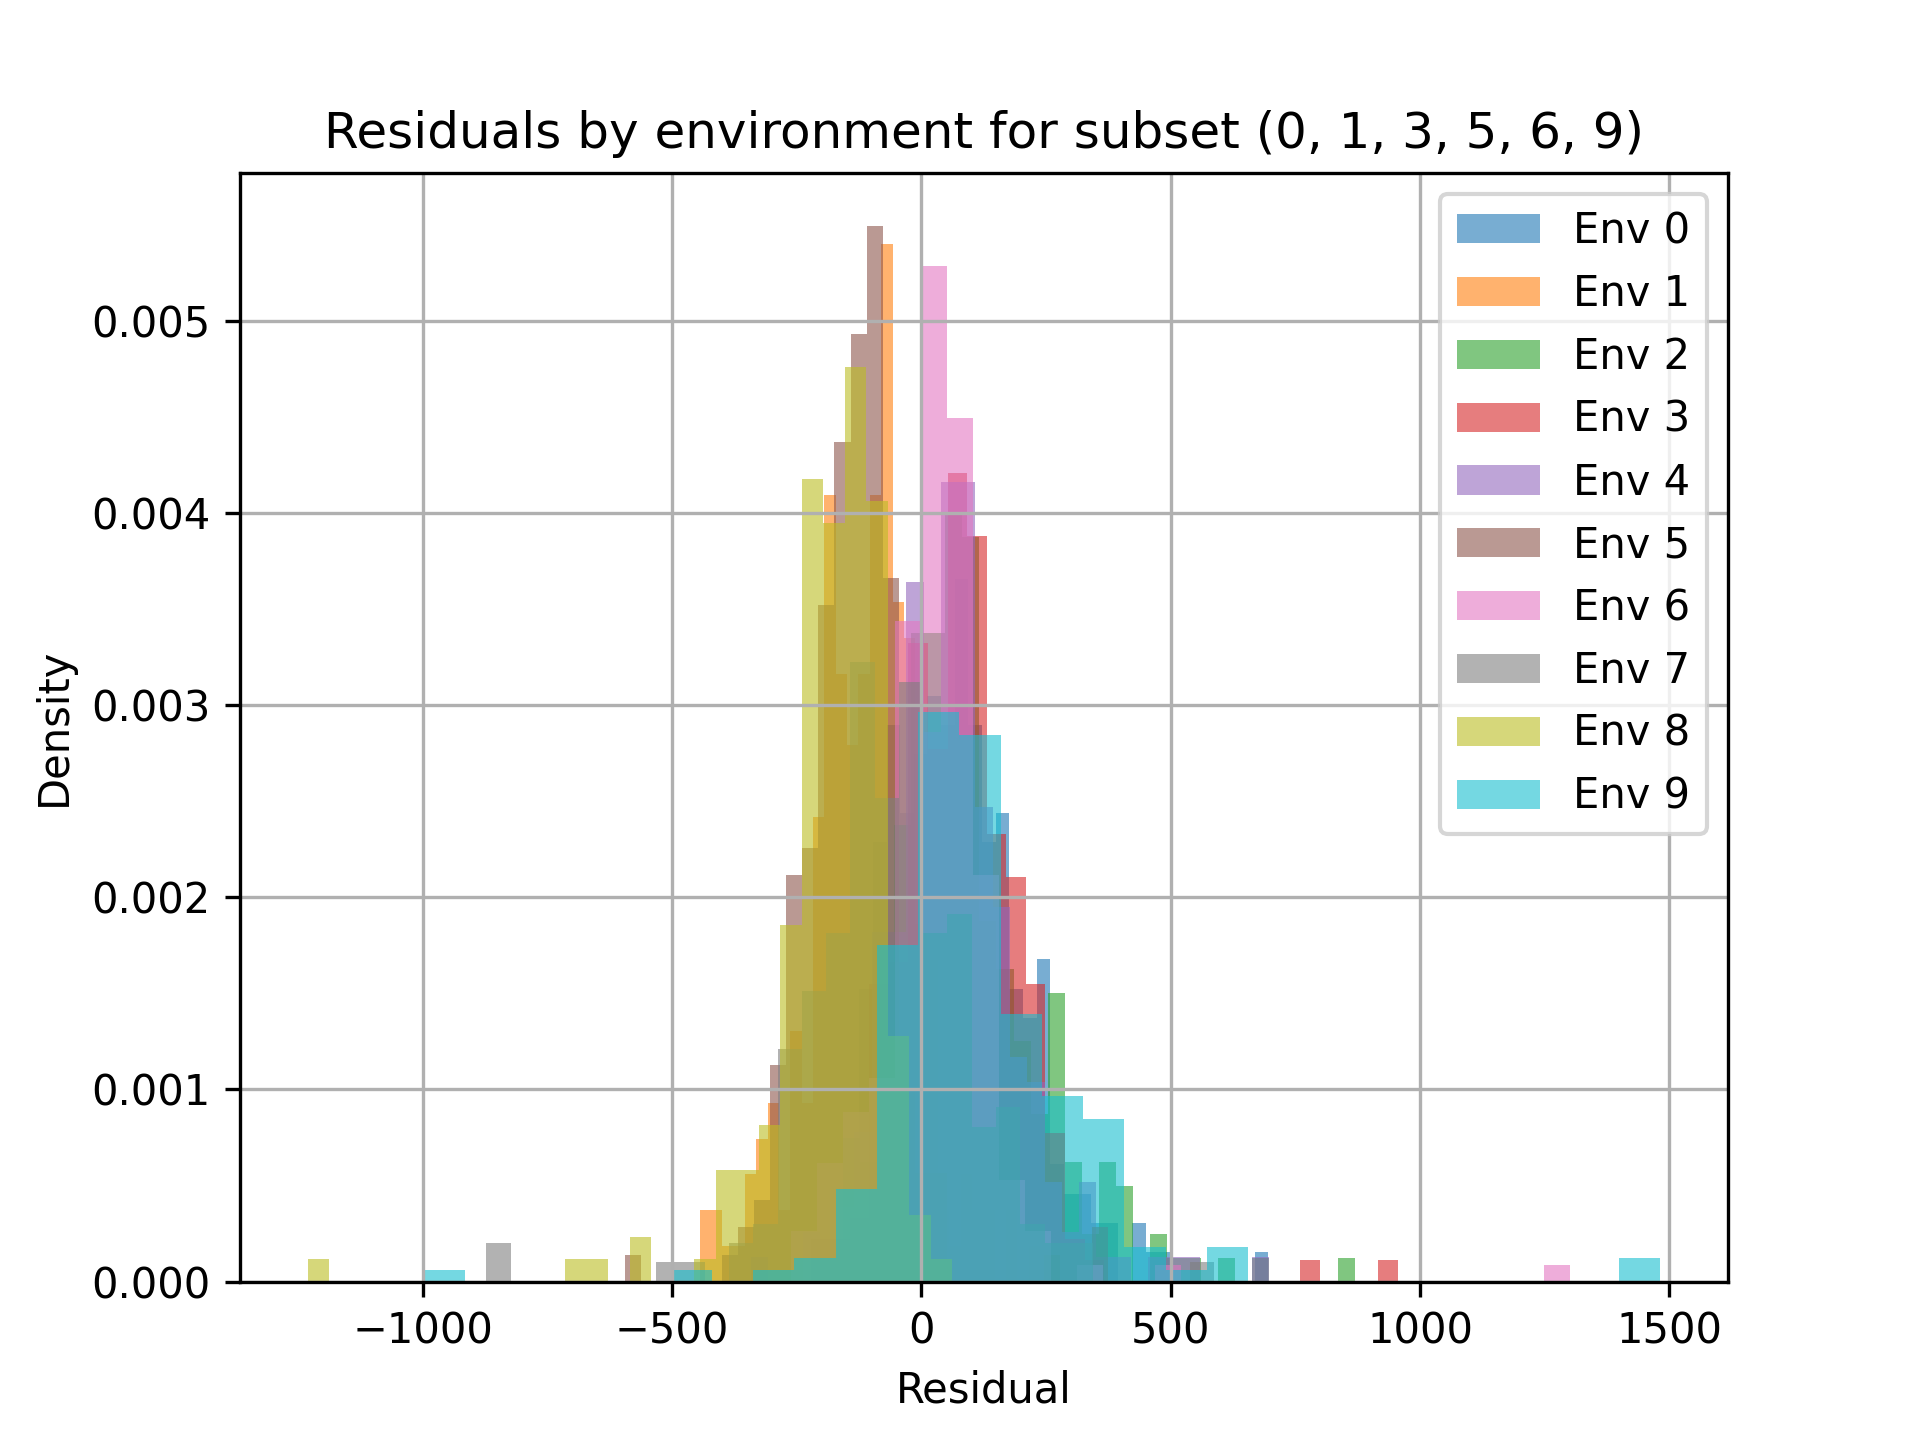 Residuals by environment for subset (0, 1, 3, 5, 6, 9)
Env 0
Env 1
Env 2
Env 3
Env 4
Env 5
Env 6
Env 7
Env 8
Env 9
0.005
0.004
0.003
0.002
0.001
0.000
Density
−1000
−500
0
500
1000
1500
Residual